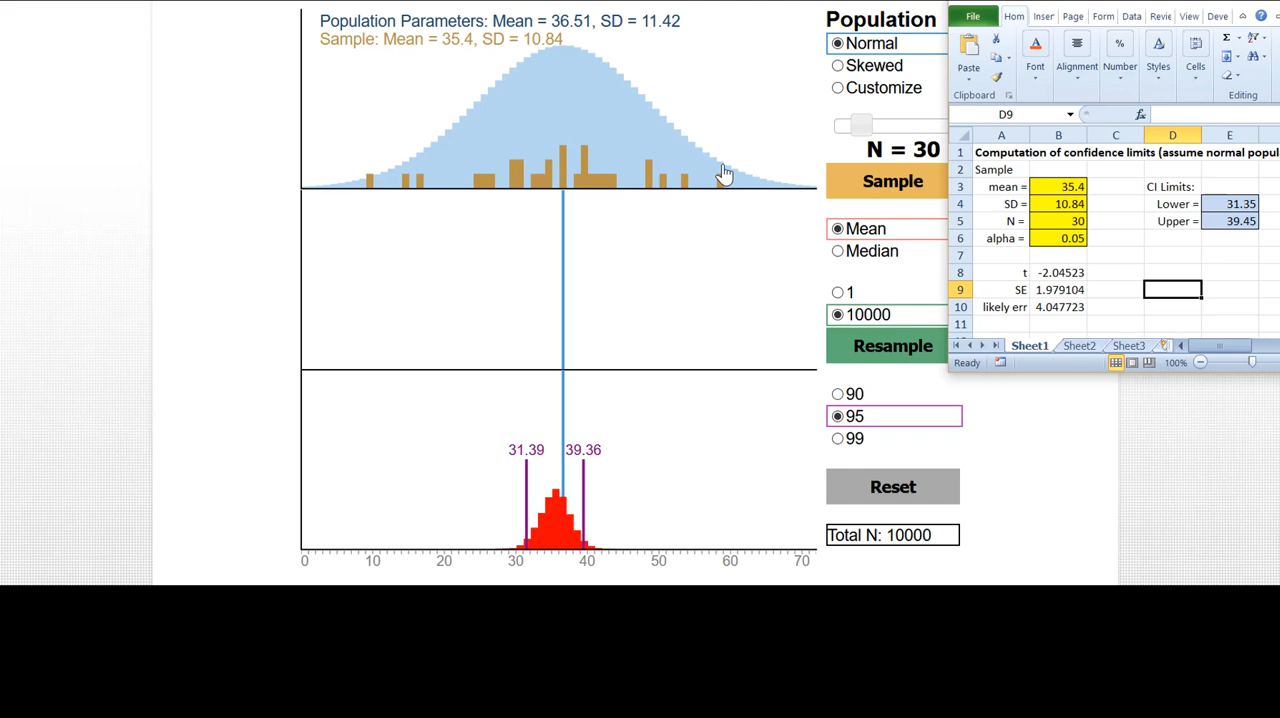 Population Parameters: Mean = 36.51, SD = 11.42
Sample: Mean = 35.4, SD = 10.84
31.39 39.36
0 10 20 30 40 50 60 70
Population
Normal
Skewed
Customize
N = 30
Sample
Mean
Median
1
10000
Resample
90
95
99
Reset
Total N: 10000
File Hom Inser Page Form Data Revie View Deve
Paste Font Alignment Number Styles Cells
Clipboard Editing
D9 fx
A B C D E
1 Computation of confidence limits (assume normal popul
2 Sample
3 mean = 35.4 CI Limits:
4 SD = 10.84 Lower = 31.35
5 N = 30 Upper = 39.45
6 alpha = 0.05
7
8 t -2.04523
9 SE 1.979104
10 likely err 4.047723
11
Sheet1 Sheet2 Sheet3
Ready 100%